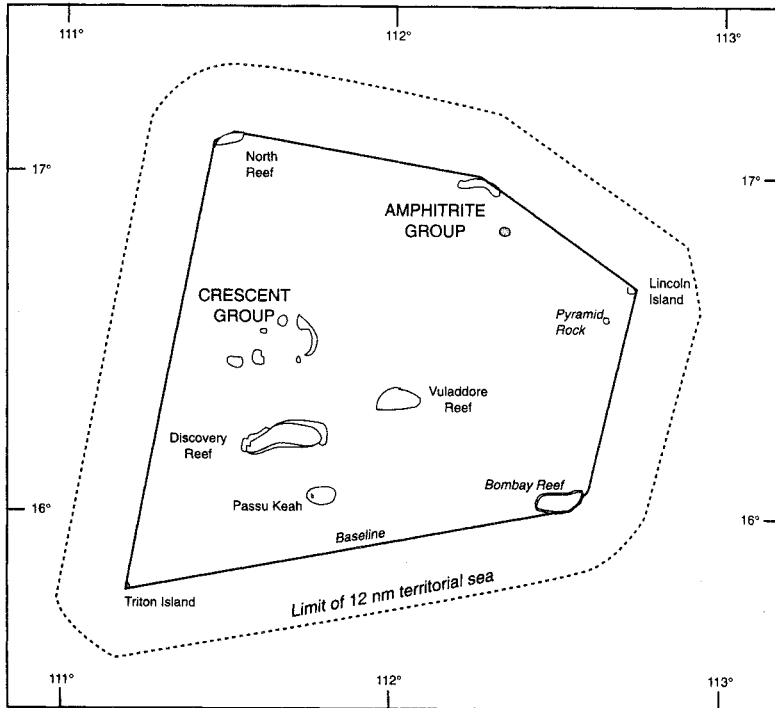 111°
112°
113°
17°
17°
North
Reef
AMPHITRITE
GROUP
Lincoln
Island
CRESCENT
GROUP
Pyramid
Rock
Vuladdore
Reef
Discovery
Reef
Bombay Reef
Passu Keah
16°
16°
Baseline
Triton Island
Limit of 12 nm territorial sea
111°
112°
113°